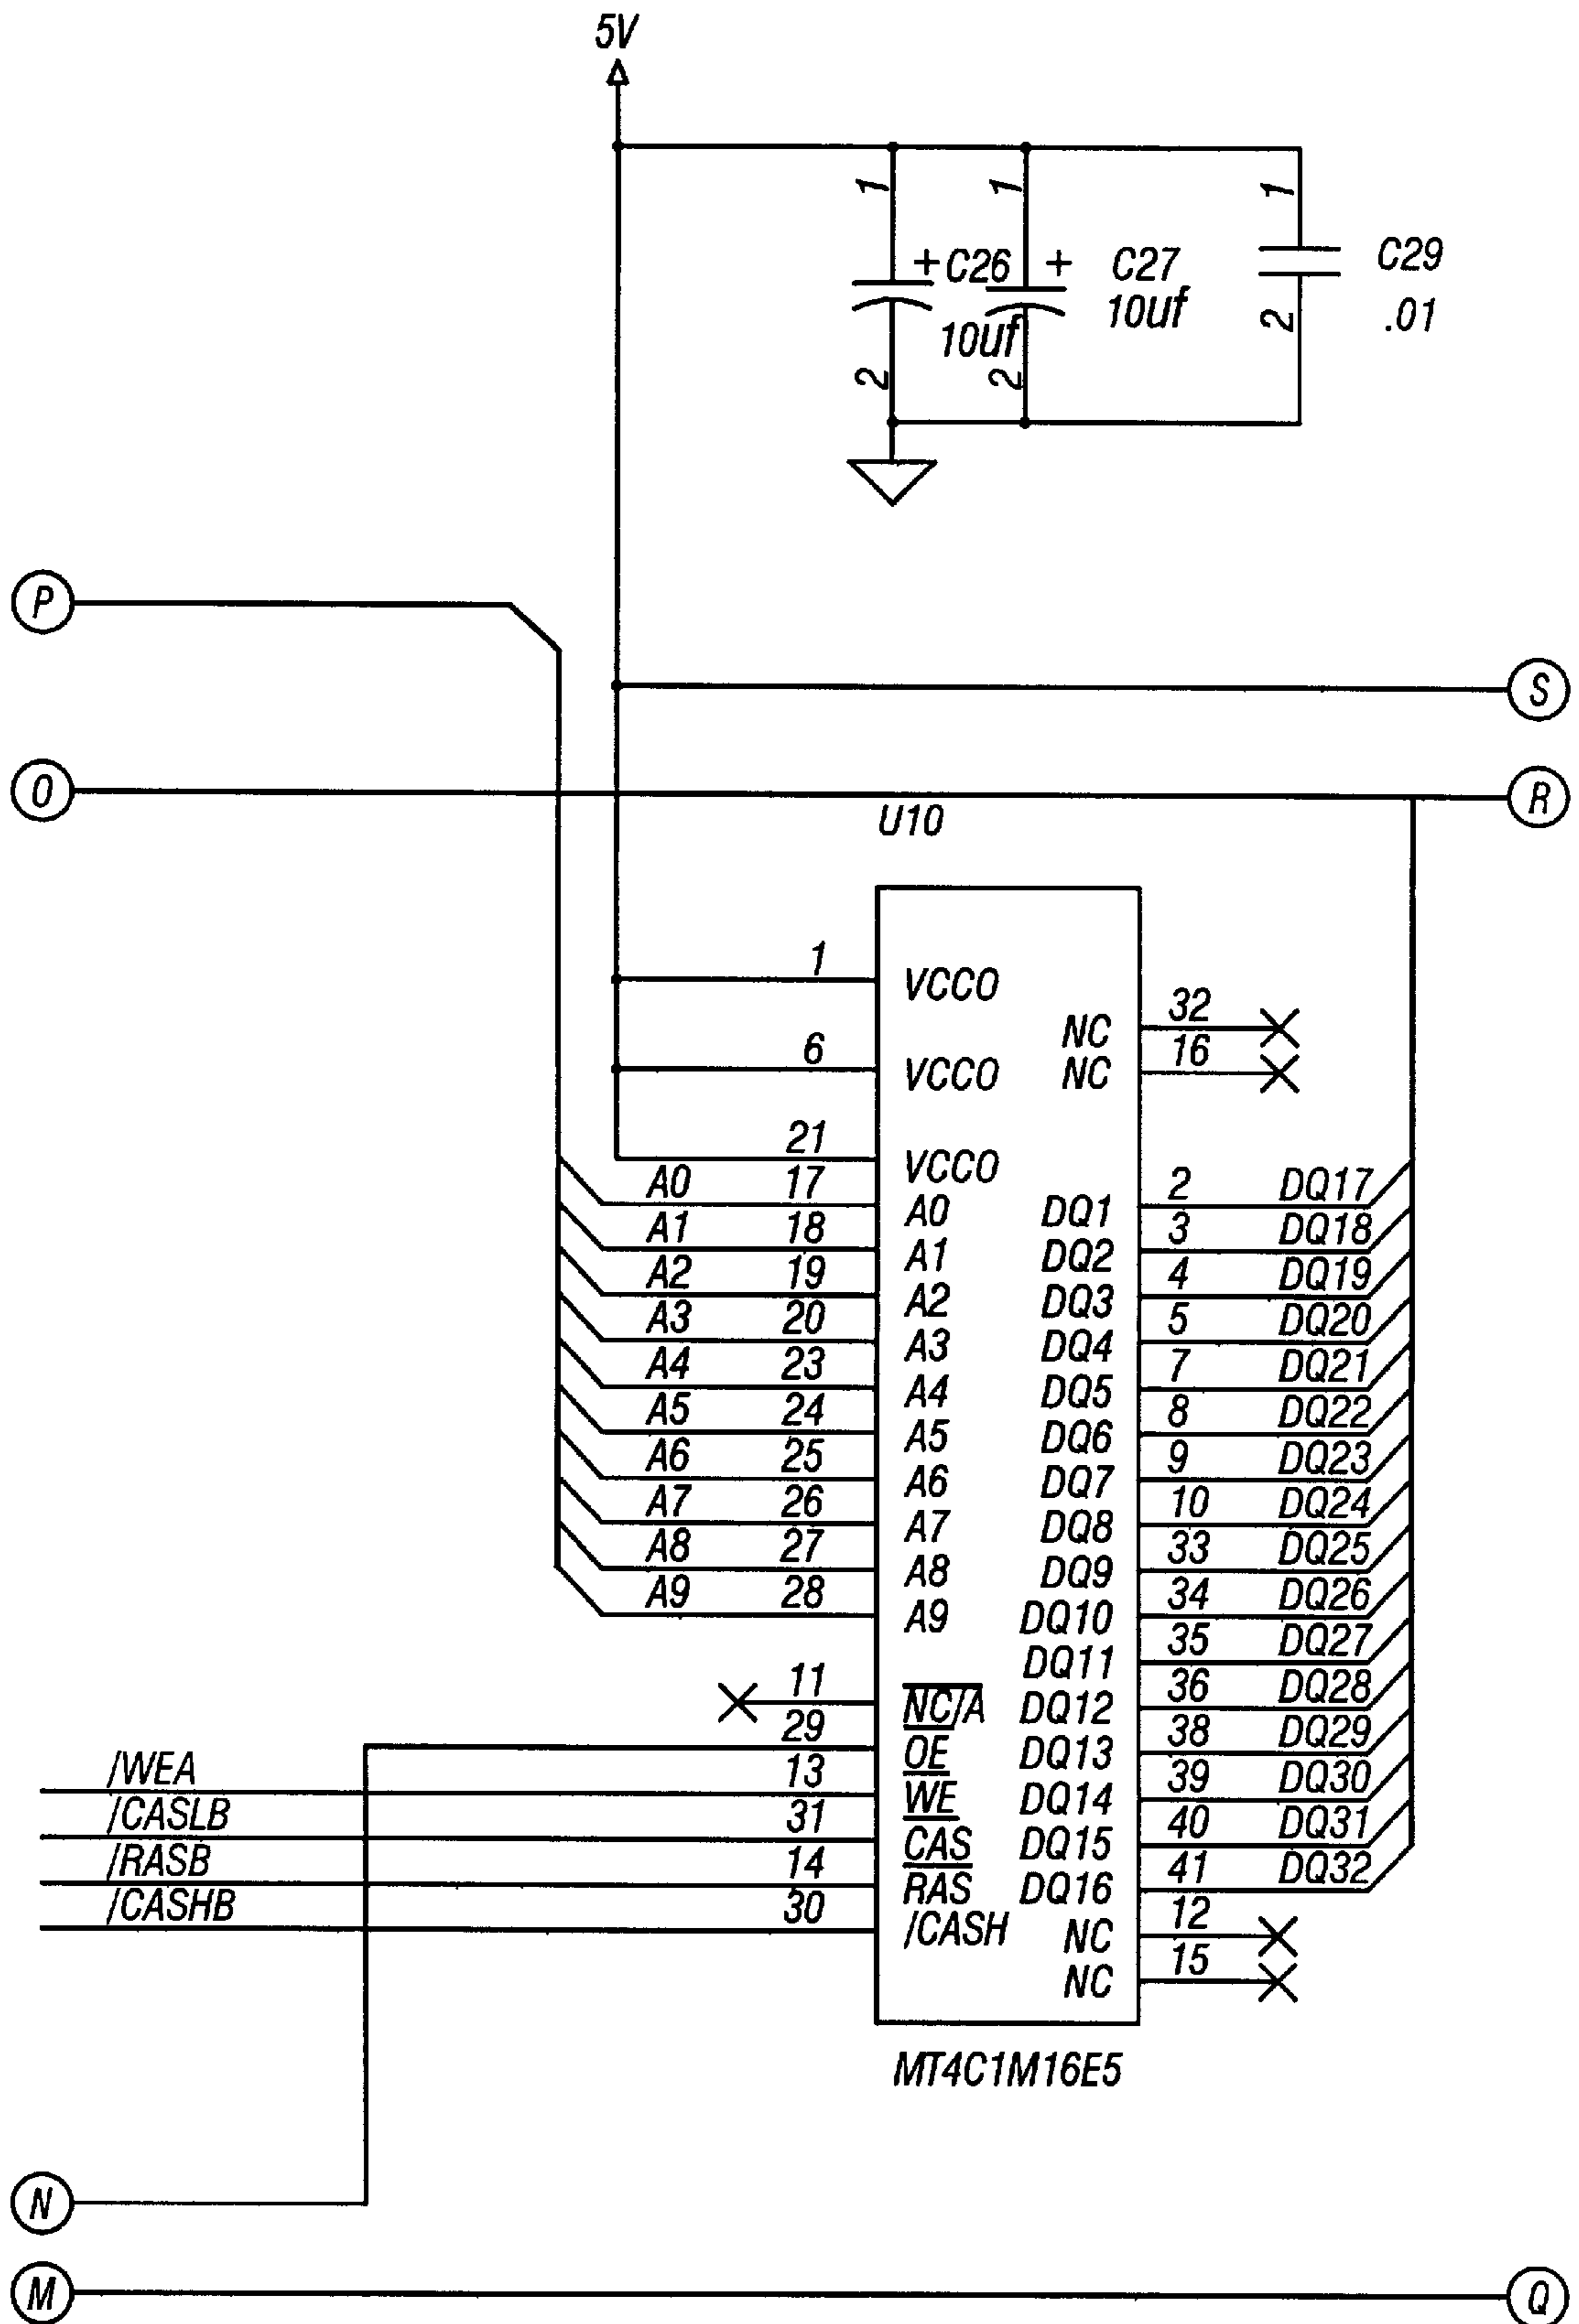 5V
1 1 1
+ C26 + C27 C29
10uf 10uf .01
2 2 2
P
S
O R
U10
1 VCCO
NC 32
6 VCCO NC 16
21 VCCO
A0 17 A0 DQ1 2 DQ17
A1 18 A1 DQ2 3 DQ18
A2 19 A2 DQ3 4 DQ19
A3 20 A3 DQ4 5 DQ20
A4 23 A4 DQ5 7 DQ21
A5 24 A5 DQ6 8 DQ22
A6 25 A6 DQ7 9 DQ23
A7 26 A7 DQ8 10 DQ24
A8 27 A8 DQ9 33 DQ25
A9 28 A9 DQ10 34 DQ26
DQ11 35 DQ27
11 NC/A DQ12 36 DQ28
29 OE DQ13 38 DQ29
/WEA 13 WE DQ14 39 DQ30
/CASLB 31 CAS DQ15 40 DQ31
/RASB 14 RAS DQ16 41 DQ32
/CASHB 30 /CASH NC 12
NC 15
MT4C1M16E5
N
M Q